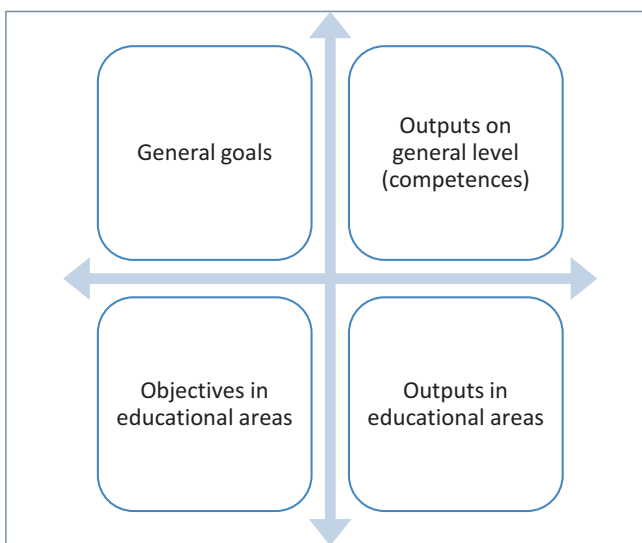 General goals
Outputs on
general level
(competences)
Objectives in
educational areas
Outputs in
educational areas